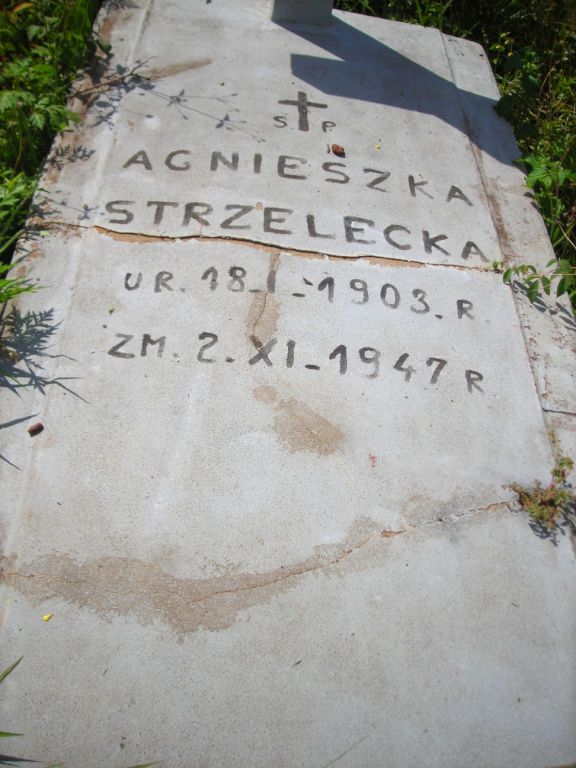 S P
AGNIESZKA
STRZELECKA
UR. 18.I.1903.R
ZM. 2.XI.1947 R